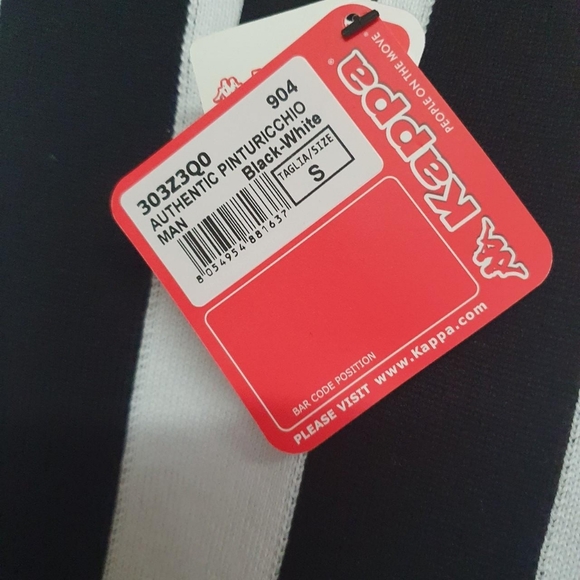 303Z3Q0 904
AUTHENTIC PINTURICCHIO
MAN Black-White
TAGLIA/SIZE
S
8 054954 881637
Kappa®
PEOPLE ON THE MOVE®
BAR CODE POSITION
PLEASE VISIT www.Kappa.com